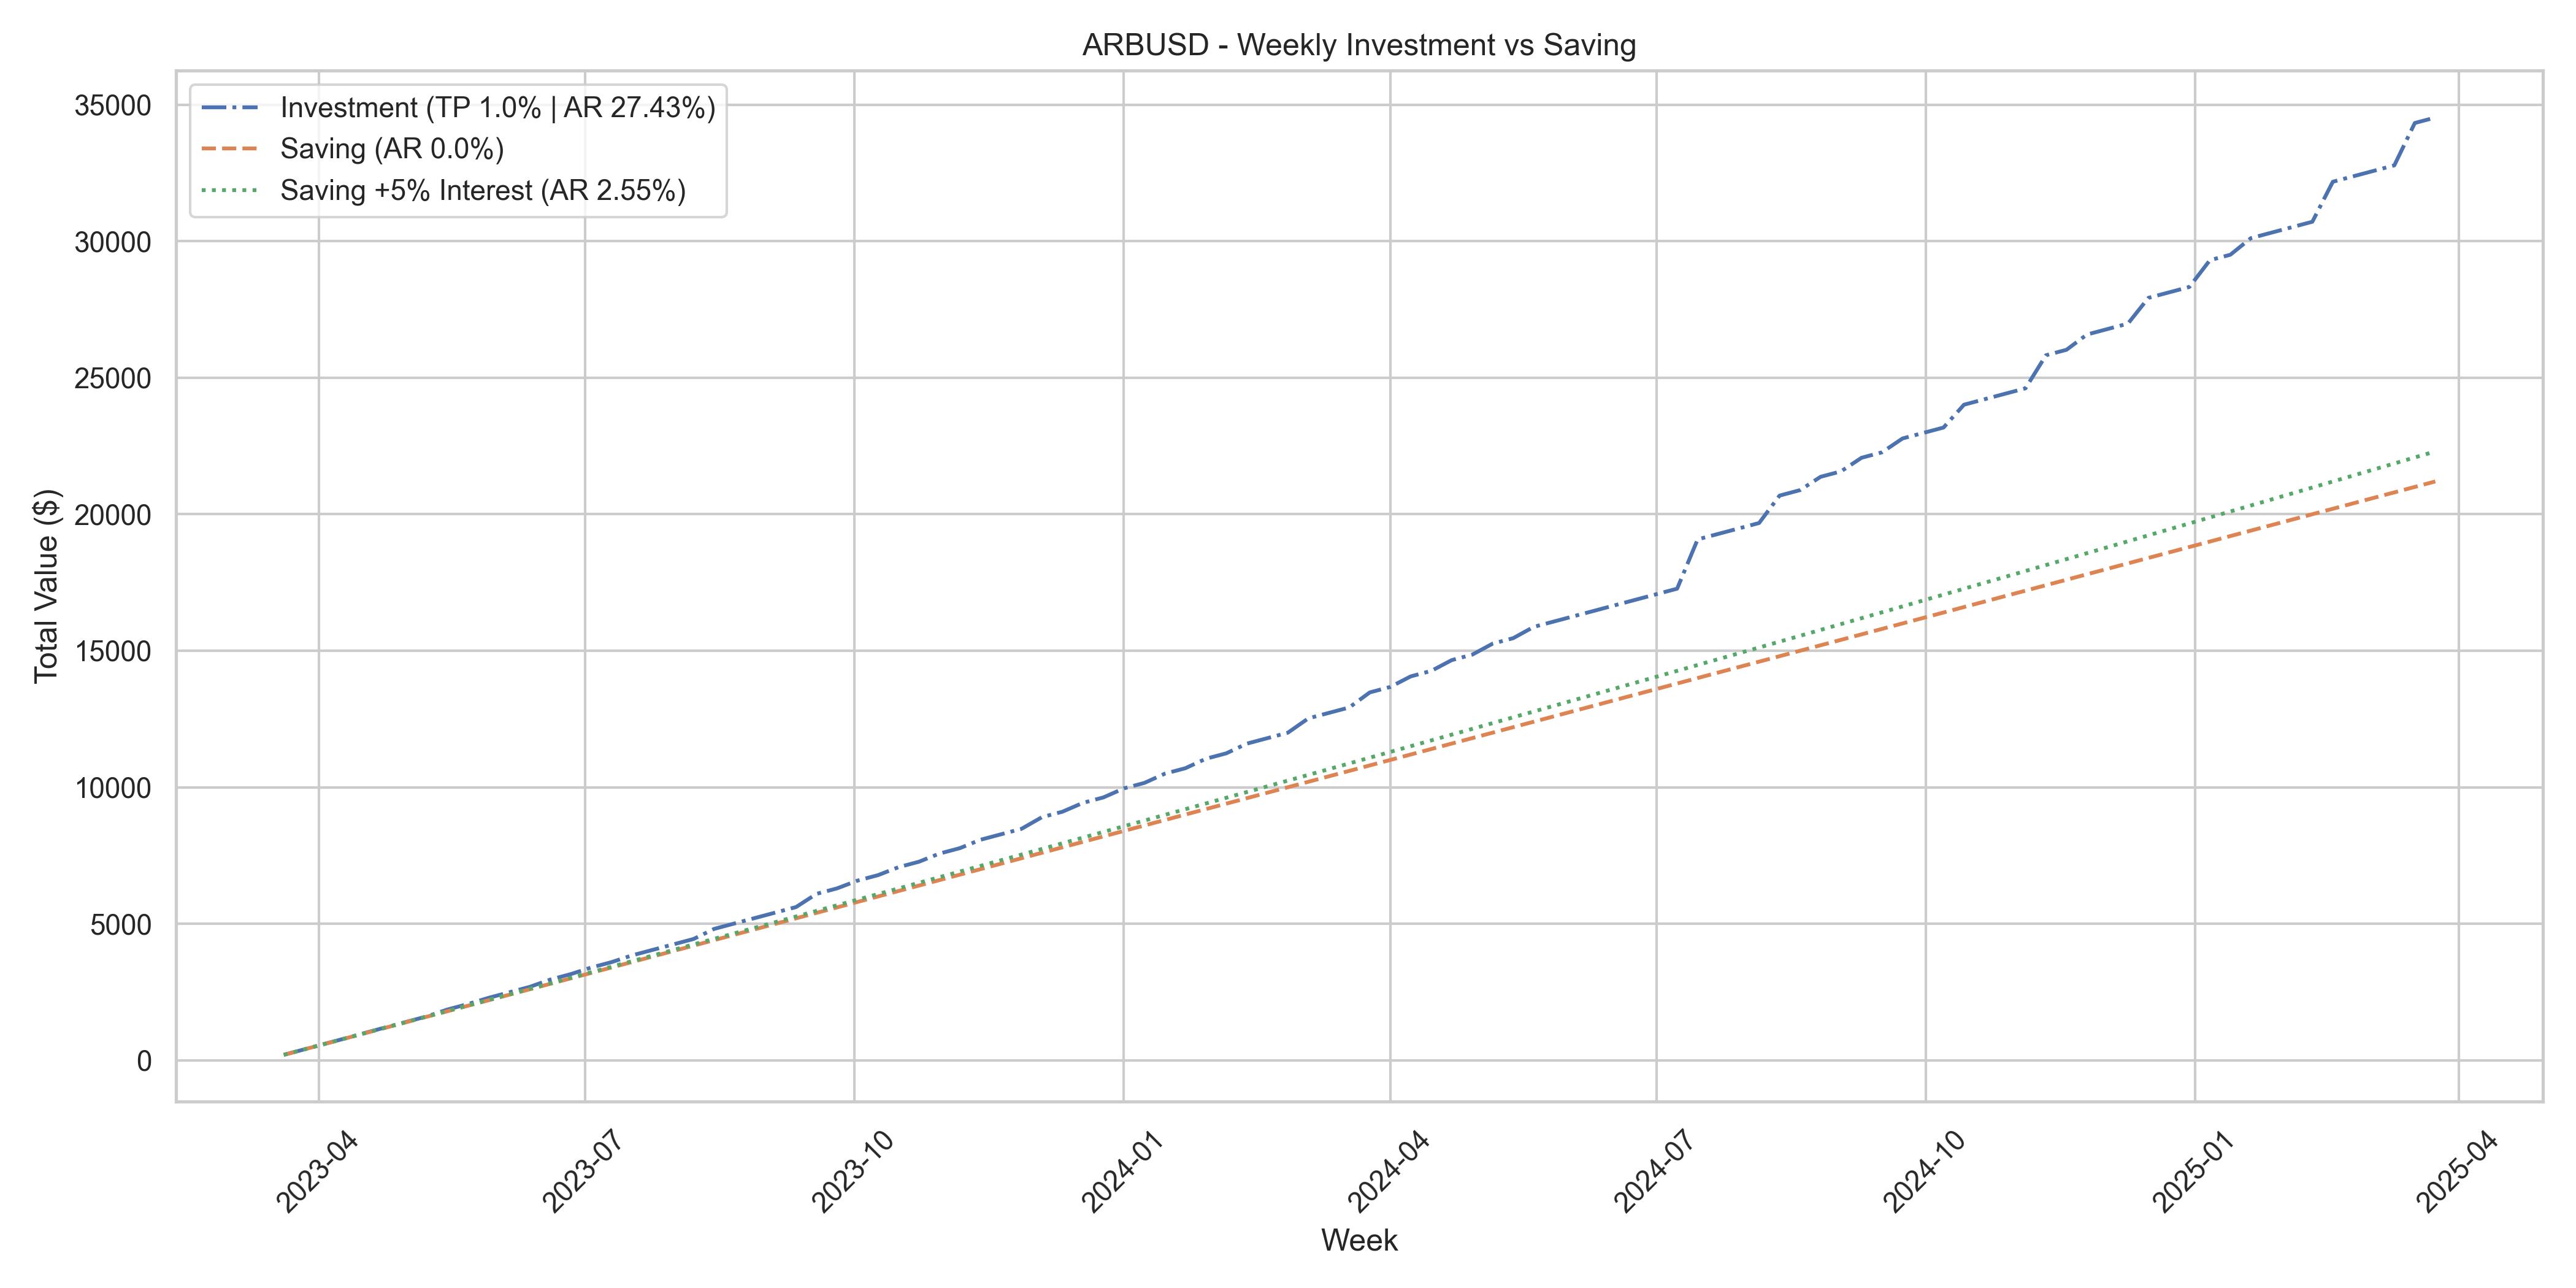 ARBUSD - Weekly Investment vs Saving
Investment (TP 1.0% | AR 27.43%)
Saving (AR 0.0%)
Saving +5% Interest (AR 2.55%)
35000
30000
25000
20000
15000
10000
5000
0
Total Value ($)
2023-04
2023-07
2023-10
2024-01
2024-04
2024-07
2024-10
2025-01
2025-04
Week